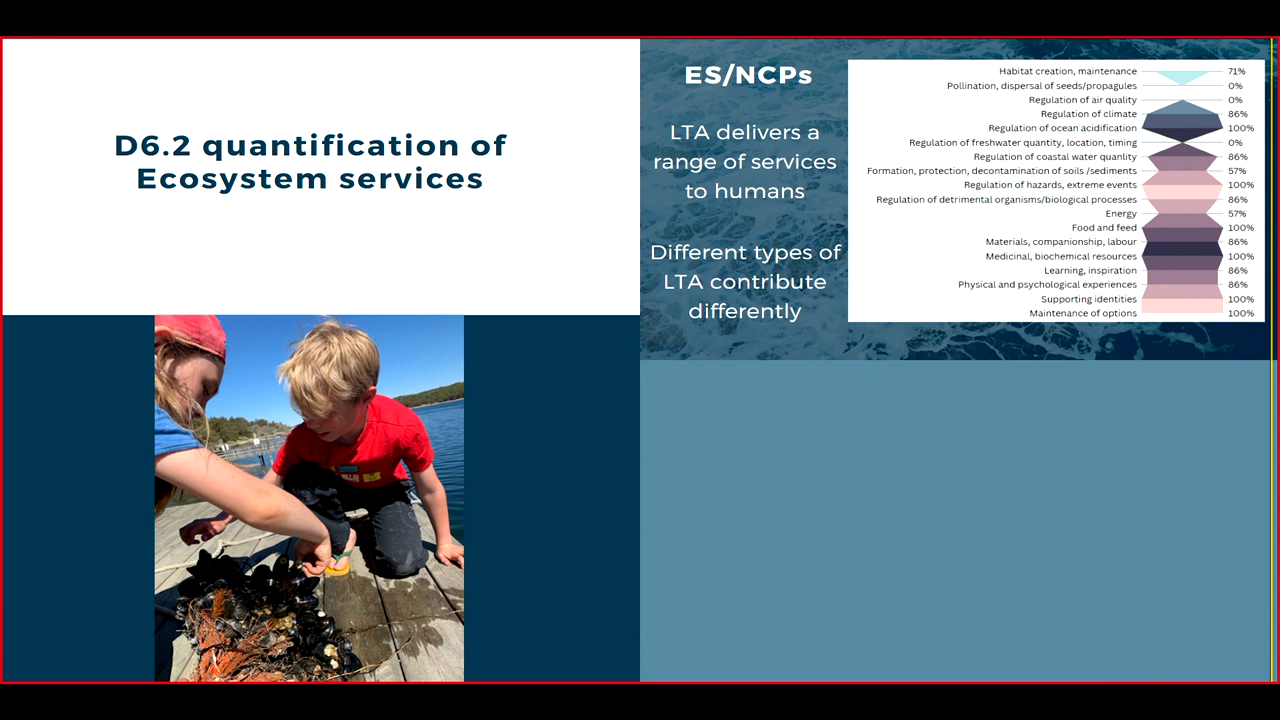 D6.2 quantification of
Ecosystem services
ES/NCPs
LTA delivers a
range of services
to humans
Different types of
LTA contribute
differently
Habitat creation, maintenance 71%
Pollination, dispersal of seeds/propagules 0%
Regulation of air quality 0%
Regulation of climate 86%
Regulation of ocean acidification 100%
Regulation of freshwater quantity, location, timing 0%
Regulation of coastal water quanlity 86%
Formation, protection, decontamination of soils /sediments 57%
Regulation of hazards, extreme events 100%
Regulation of detrimental organisms/biological processes 86%
Energy 57%
Food and feed 100%
Materials, companionship, labour 86%
Medicinal, biochemical resources 100%
Learning, inspiration 86%
Physical and psychological experiences 86%
Supporting identities 100%
Maintenance of options 100%